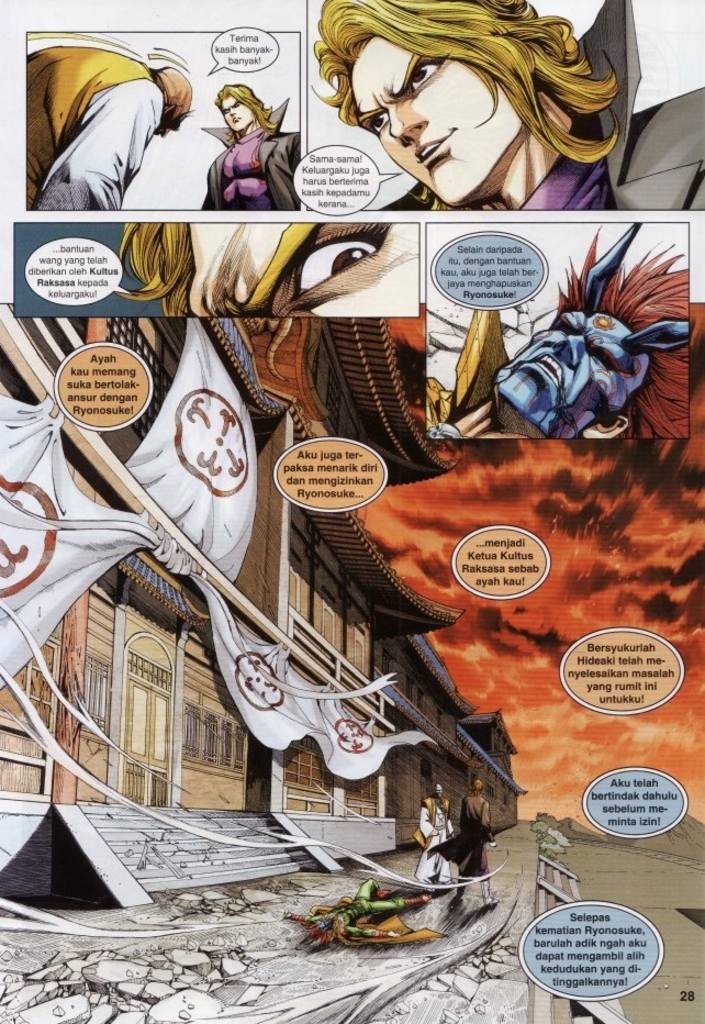 Terima
kasih banyak-
banyak!
Sama-sama!
Keluargaku juga
harus berterima
kasih kepadamu
kerana...
...bantuan
wang yang telah
diberikan oleh Kultus
Raksasa kepada
keluargaku!
Selain daripada
itu, dengan bantuan
kau, aku juga telah ber-
jaya menghapuskan
Ryonosuke!
Ayah
kau memang
suka bertolak-
ansur dengan
Ryonosuke!
Aku juga ter-
paksa menarik diri
dan mengizinkan
Ryonosuke...
...menjadi
Ketua Kultus
Raksasa sebab
ayah kau!
Bersyukurlah
Hideaki telah me-
nyelesaikan masalah
yang rumit ini
untukku!
Aku telah
bertindak dahulu
sebelum me-
minta izin!
Selepas
kematian Ryonosuke,
barulah adik ngah aku
dapat mengambil alih
kedudukan yang di-
tinggalkannya!
28